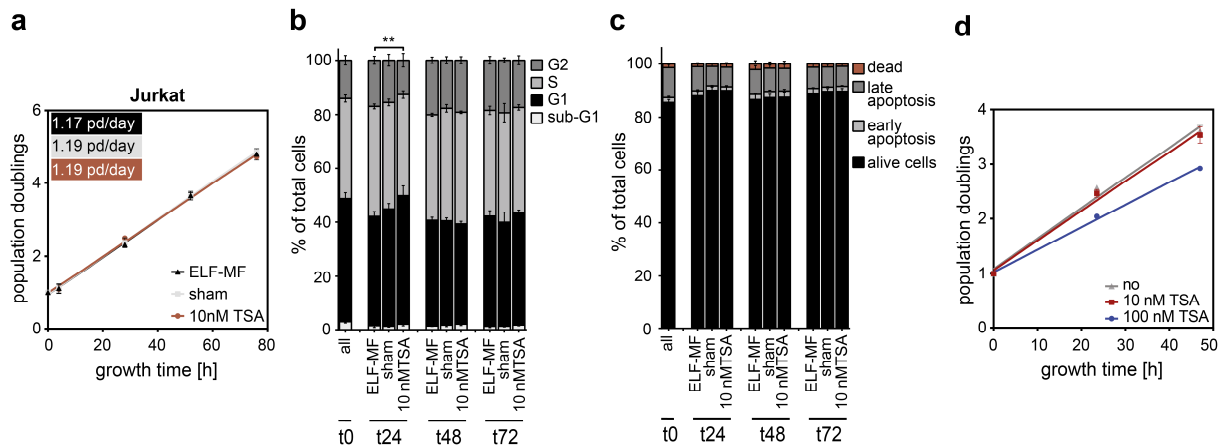 a
Jurkat
1.17 pd/day
1.19 pd/day
1.19 pd/day
6
4
2
0
population doublings
0 20 40 60 80
growth time [h]
ELF-MF
sham
10nM TSA
b
**
100
80
60
40
20
0
% of total cells
G2
S
G1
sub-G1
all
ELF-MF
sham
10 nMTSA
ELF-MF
sham
10 nMTSA
ELF-MF
sham
10 nMTSA
t0 t24 t48 t72
c
100
80
60
40
20
0
% of total cells
dead
late
apoptosis
early
apoptosis
alive cells
all
ELF-MF
sham
10 nMTSA
ELF-MF
sham
10 nMTSA
ELF-MF
sham
10 nMTSA
t0 t24 t48 t72
d
4
3
2
1
0
population doublings
0 10 20 30 40 50
growth time [h]
no
10 nM TSA
100 nM TSA